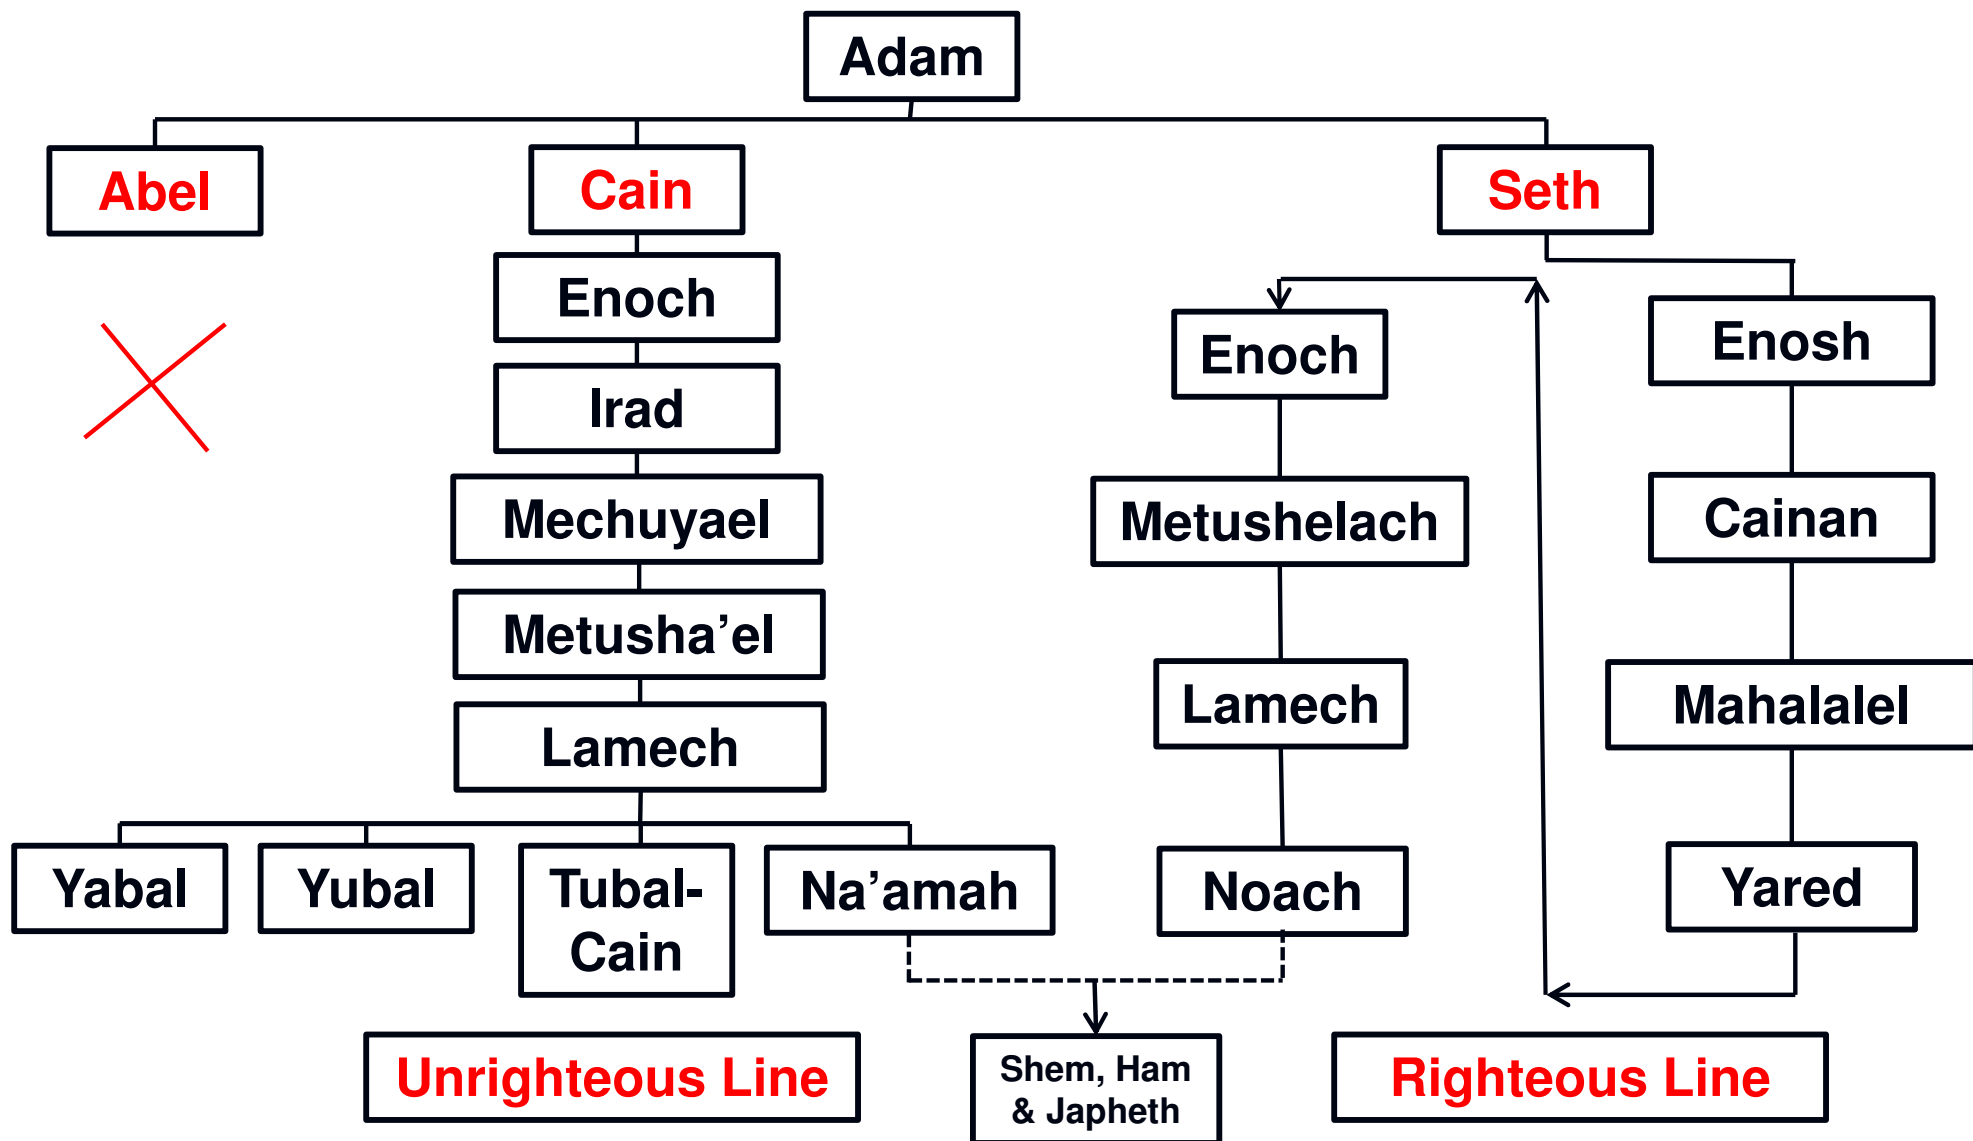 Adam
Abel
Cain
Seth
Enoch
Irad
Mechuyael
Metusha’el
Lamech
Yabal
Yubal
Tubal-
Cain
Na’amah
Enosh
Cainan
Mahalalel
Yared
Enoch
Metushelach
Lamech
Noach
Shem, Ham
& Japheth
Unrighteous Line
Righteous Line